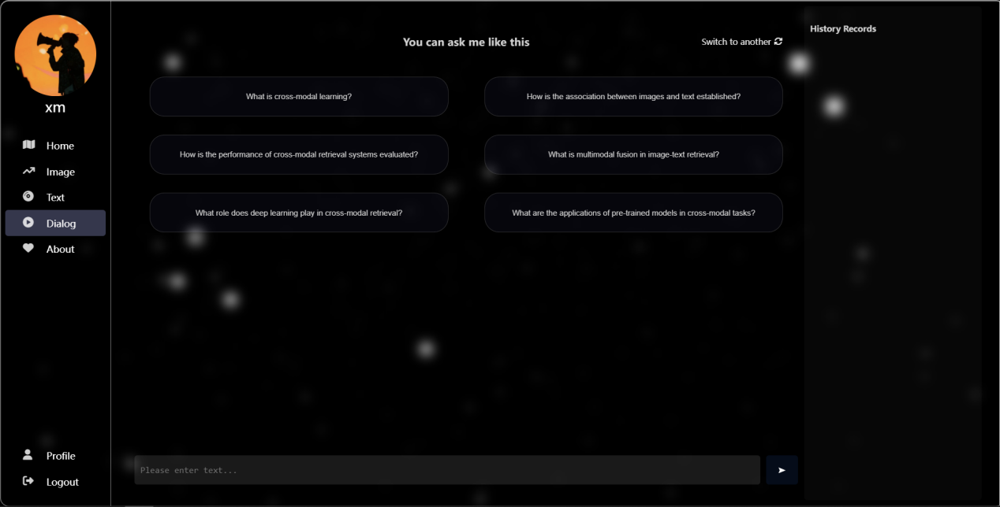 xm
Home
Image
Text
Dialog
About
Profile
Logout
You can ask me like this
Switch to another
What is cross-modal learning?
How is the association between images and text established?
How is the performance of cross-modal retrieval systems evaluated?
What is multimodal fusion in image-text retrieval?
What role does deep learning play in cross-modal retrieval?
What are the applications of pre-trained models in cross-modal tasks?
Please enter text...
History Records